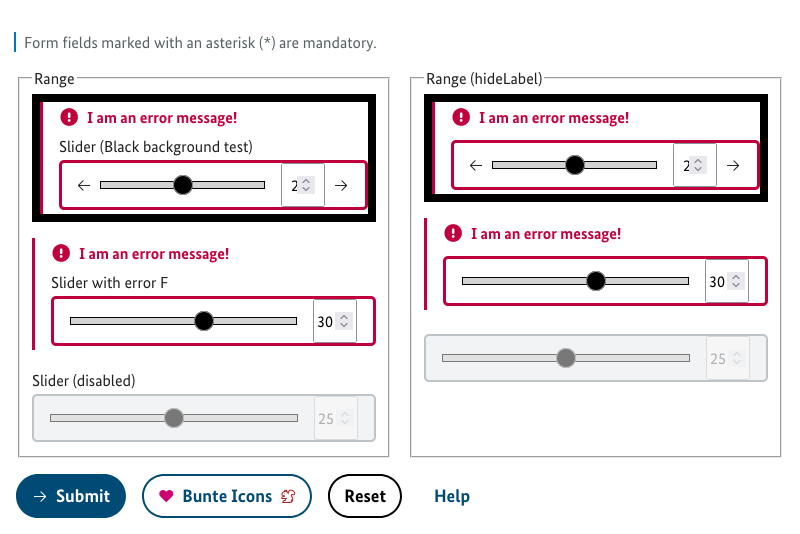 Form fields marked with an asterisk (*) are mandatory.
Range
I am an error message!
Slider (Black background test)
2
I am an error message!
Slider with error F
30
Slider (disabled)
25
Range (hideLabel)
I am an error message!
2
I am an error message!
30
25
Submit
Bunte Icons
Reset
Help